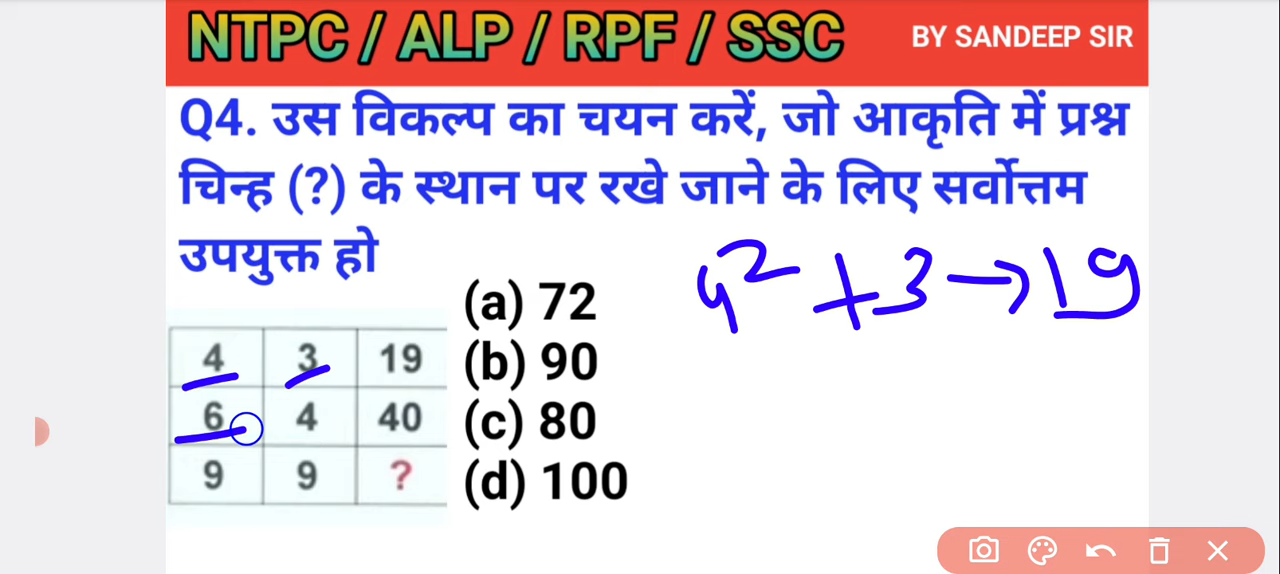 NTPC / ALP / RPF / SSC BY SANDEEP SIR
Q4. उस विकल्प का चयन करें, जो आकृति में प्रश्न
चिन्ह (?) के स्थान पर रखे जाने के लिए सर्वोत्तम
उपयुक्त हो
4² + 3 → 19
(a) 72
(b) 90
(c) 80
(d) 100
4 3 19
6 4 40
9 9 ?